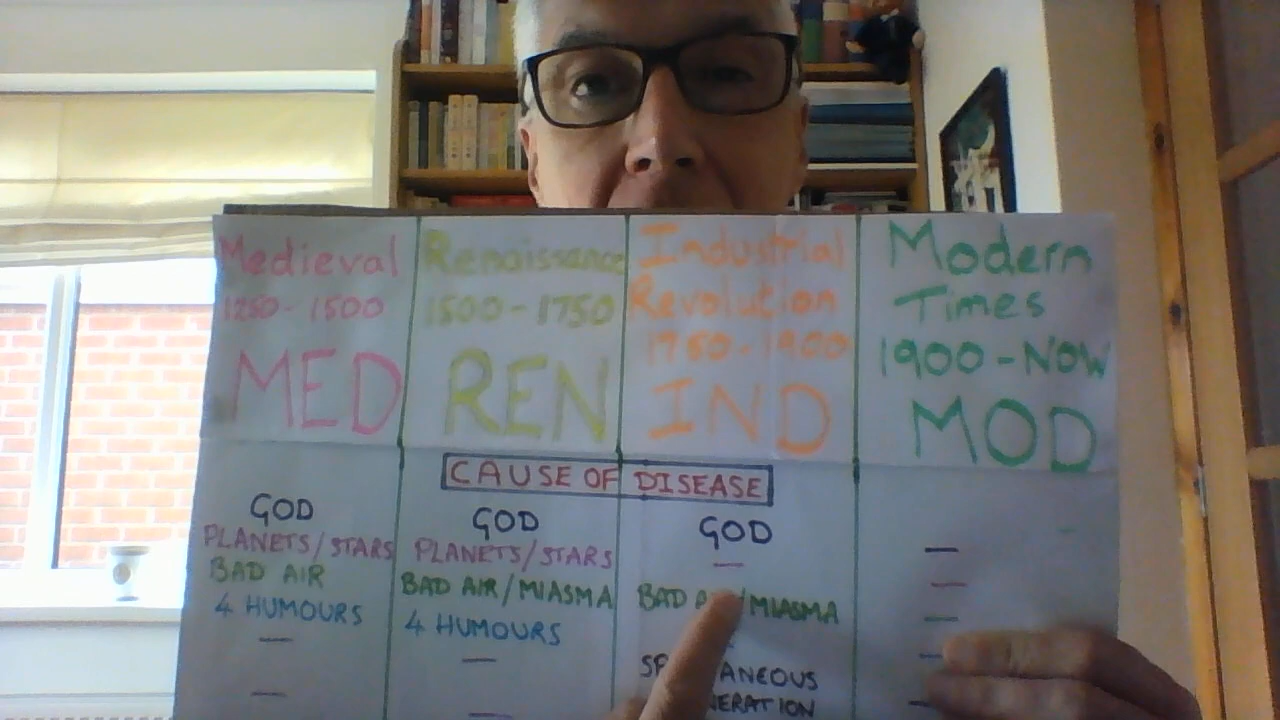 Medieval
1250-1500
MED
Renaissance
1500-1750
REN
Industrial
Revolution
1750-1900
IND
Modern
Times
1900-NOW
MOD
CAUSE OF DISEASE
GOD
PLANETS/STARS
BAD AIR
4 HUMOURS
—
—
GOD
PLANETS/STARS
BAD AIR/MIASMA
4 HUMOURS
—
—
GOD
—
BAD /MIASMA
—
—
—
—
—